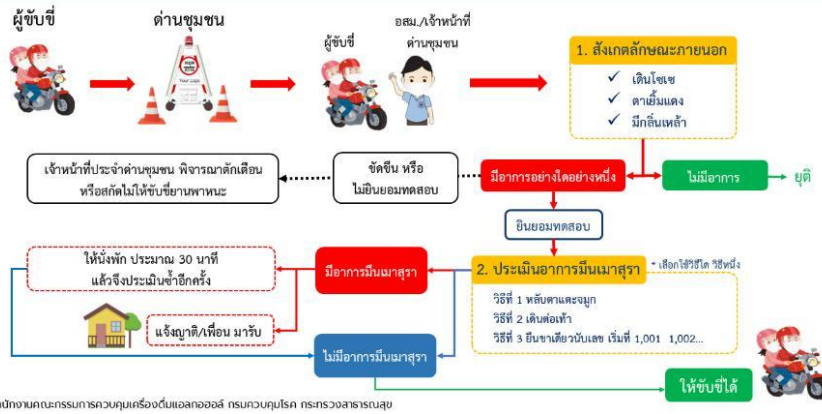 ผู้ขับขี่
ด่านชุมชน
ผู้ขับขี่
อสม./เจ้าหน้าที่
ด่านชุมชน
1. สังเกตลักษณะภายนอก
✓ เดินโซเซ
✓ ตาเยิ้มแดง
✓ มีกลิ่นเหล้า
เจ้าหน้าที่ประจำด่านชุมชน พิจารณาตักเตือน
หรือสกัดไม่ให้ขับขี่ยานพาหนะ
ขัดขืน หรือ
ไม่ยินยอมทดสอบ
มีอาการอย่างใดอย่างหนึ่ง
ไม่มีอาการ
ยุติ
ยินยอมทดสอบ
ให้นั่งพัก ประมาณ 30 นาที
แล้วจึงประเมินซ้ำอีกครั้ง
มีอาการมึนเมาสุรา
2. ประเมินอาการมึนเมาสุรา
* เลือกใช้วิธีใด วิธีหนึ่ง
วิธีที่ 1 หลับตาแตะจมูก
วิธีที่ 2 เดินต่อเท้า
วิธีที่ 3 ยืนขาเดียวนับเลข เริ่มที่ 1,001 1,002...
แจ้งญาติ/เพื่อน มารับ
ไม่มีอาการมึนเมาสุรา
ให้ขับขี่ได้
นักงานคณะกรรมการควบคุมเครื่องดื่มแอลกอฮอล์ กรมควบคุมโรค กระทรวงสาธารณสุข